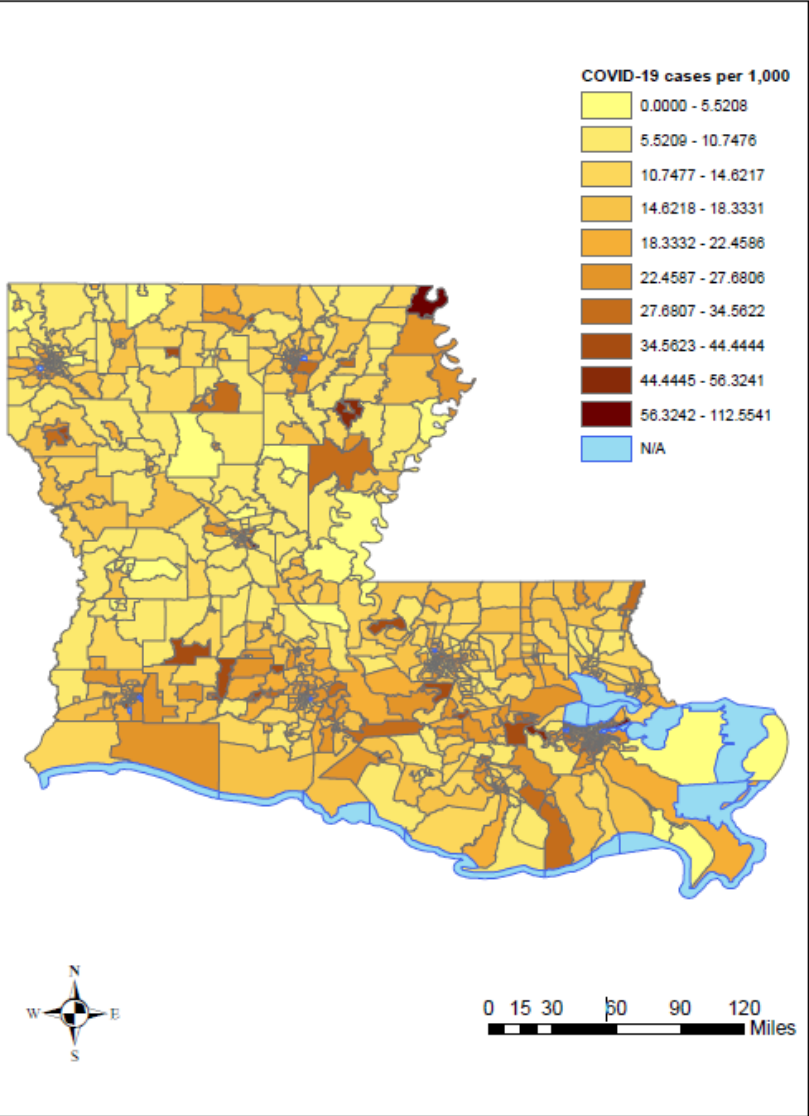 COVID-19 cases per 1,000
0.0000 - 5.5208
5.5209 - 10.7476
10.7477 - 14.6217
14.6218 - 18.3331
18.3332 - 22.4586
22.4587 - 27.6806
27.6807 - 34.5622
34.5623 - 44.4444
44.4445 - 56.3241
56.3242 - 112.5541
N/A
N
W E
S
0 15 30 60 90 120
Miles